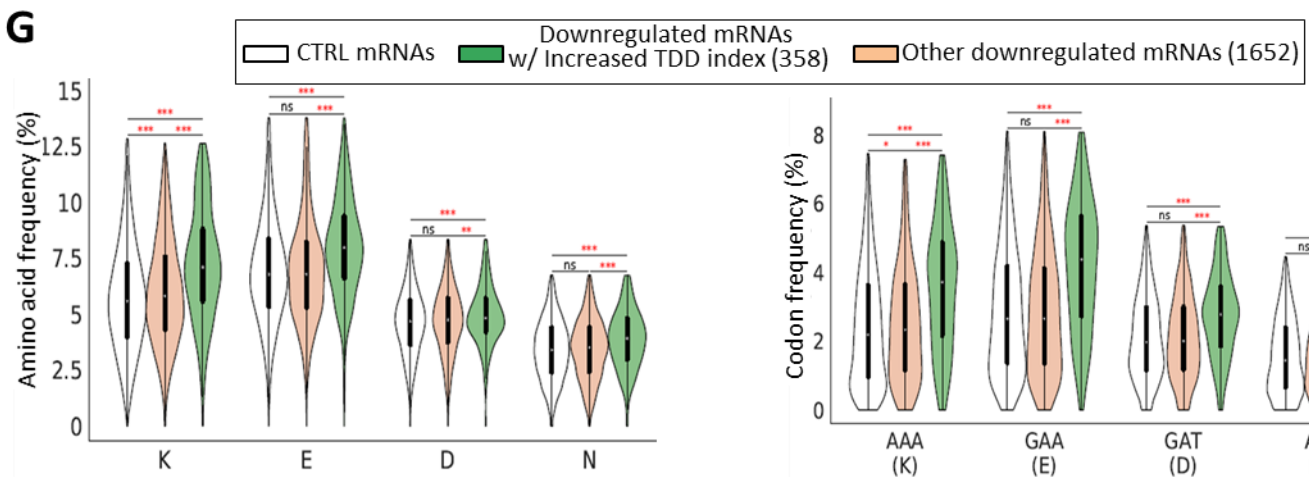 G
CTRL mRNAs
Downregulated mRNAs
w/ Increased TDD index (358)
Other downregulated mRNAs (1652)
Amino acid frequency (%)
15
12.5
10
7.5
5
2.5
0
***
*** ***
***
ns ***
***
ns **
***
ns ***
K E D N
Codon frequency (%)
8
6
4
2
0
***
* ***
***
ns ***
***
ns ***
ns
AAA GAA GAT
(K) (E) (D)